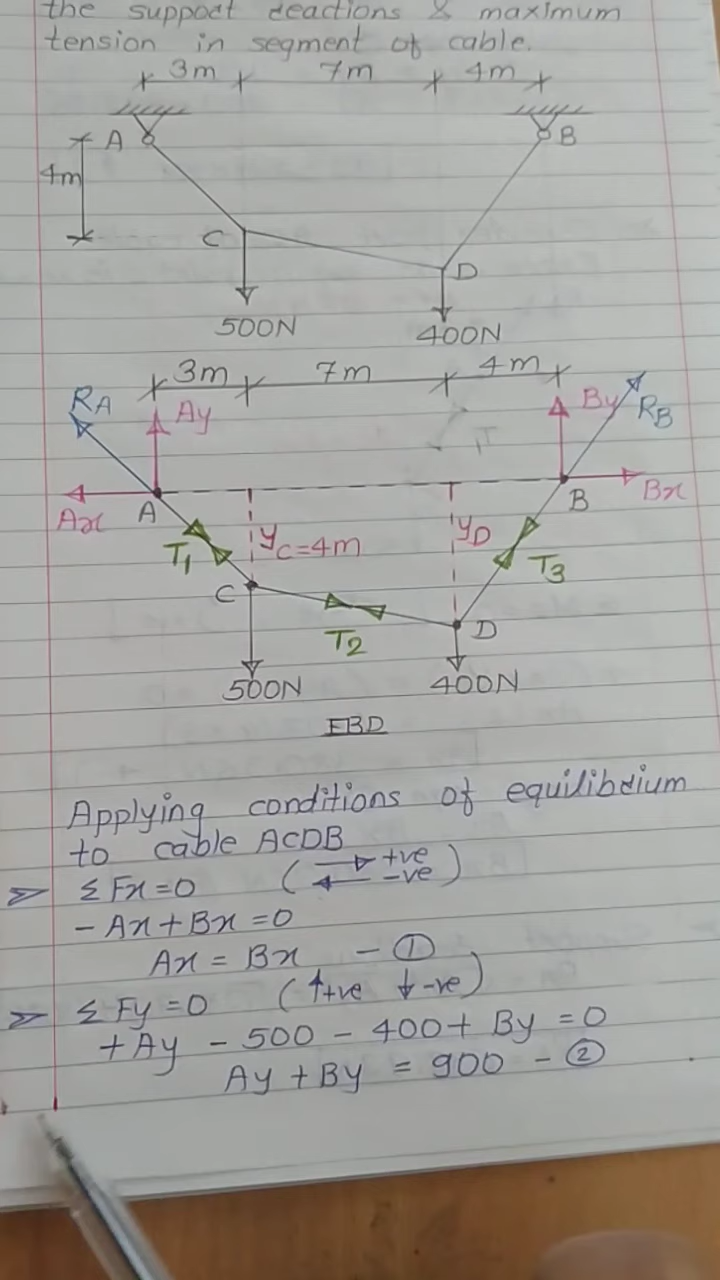 the support reactions & maximum
tension in segment of cable.
3m 7m 4m
A B
4m
C
D
500N 400N
3m 7m 4m
RA Ay By RB
Ax A B Bx
T1 yC=4m yD T3
C
T2 D
500N 400N
FBD
Applying conditions of equilibrium
to cable ACDB
ΣFx=0 (→ +ve ← -ve)
-Ax+Bx=0
Ax = Bx - ①
ΣFy=0 (↑+ve ↓-ve)
+Ay - 500 - 400+ By =0
Ay +By = 900 - ②